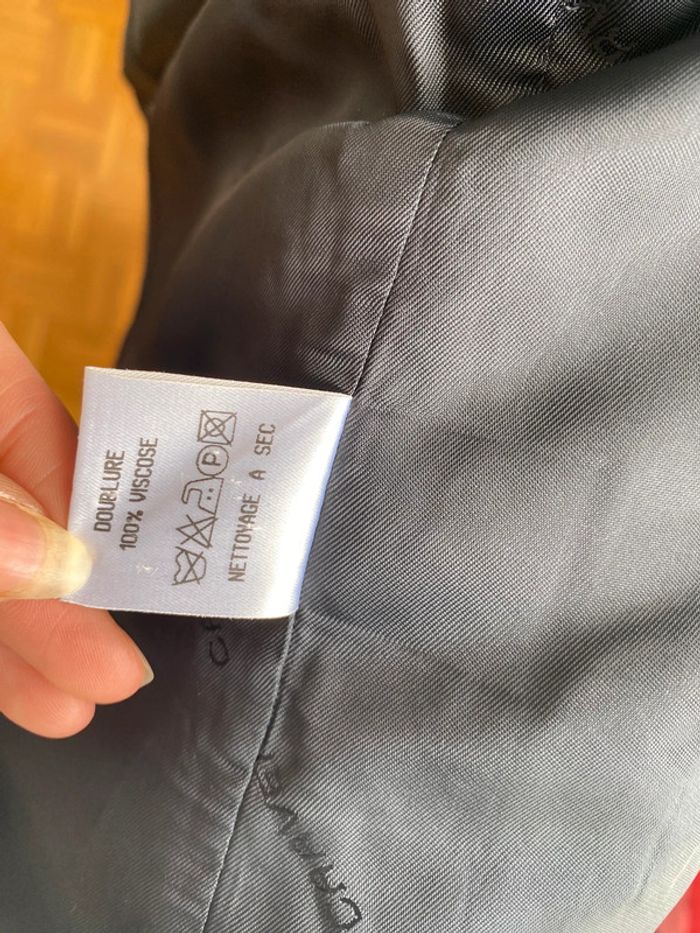 DOUBLURE
100% VISCOSE
P
NETTOYAGE A SEC